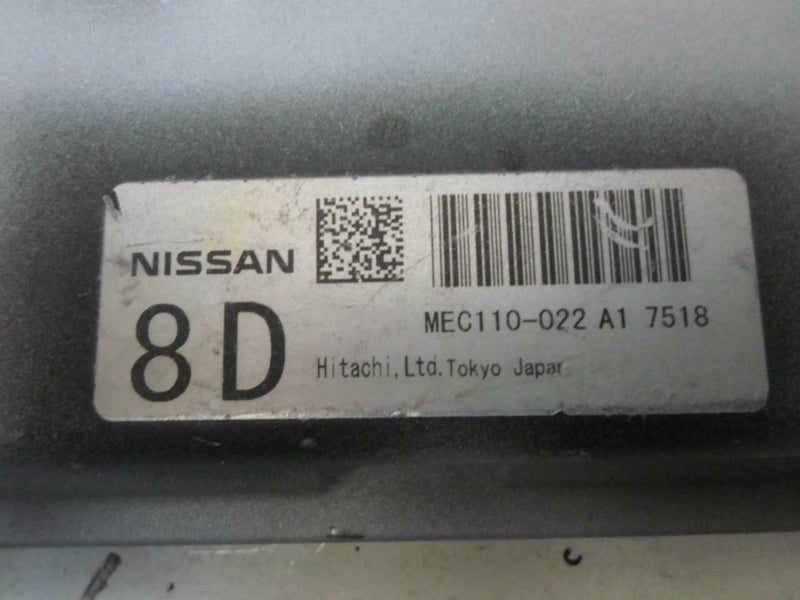 NISSAN
8D
MEC110-022 A1 7518
Hitachi,Ltd.Tokyo Japan